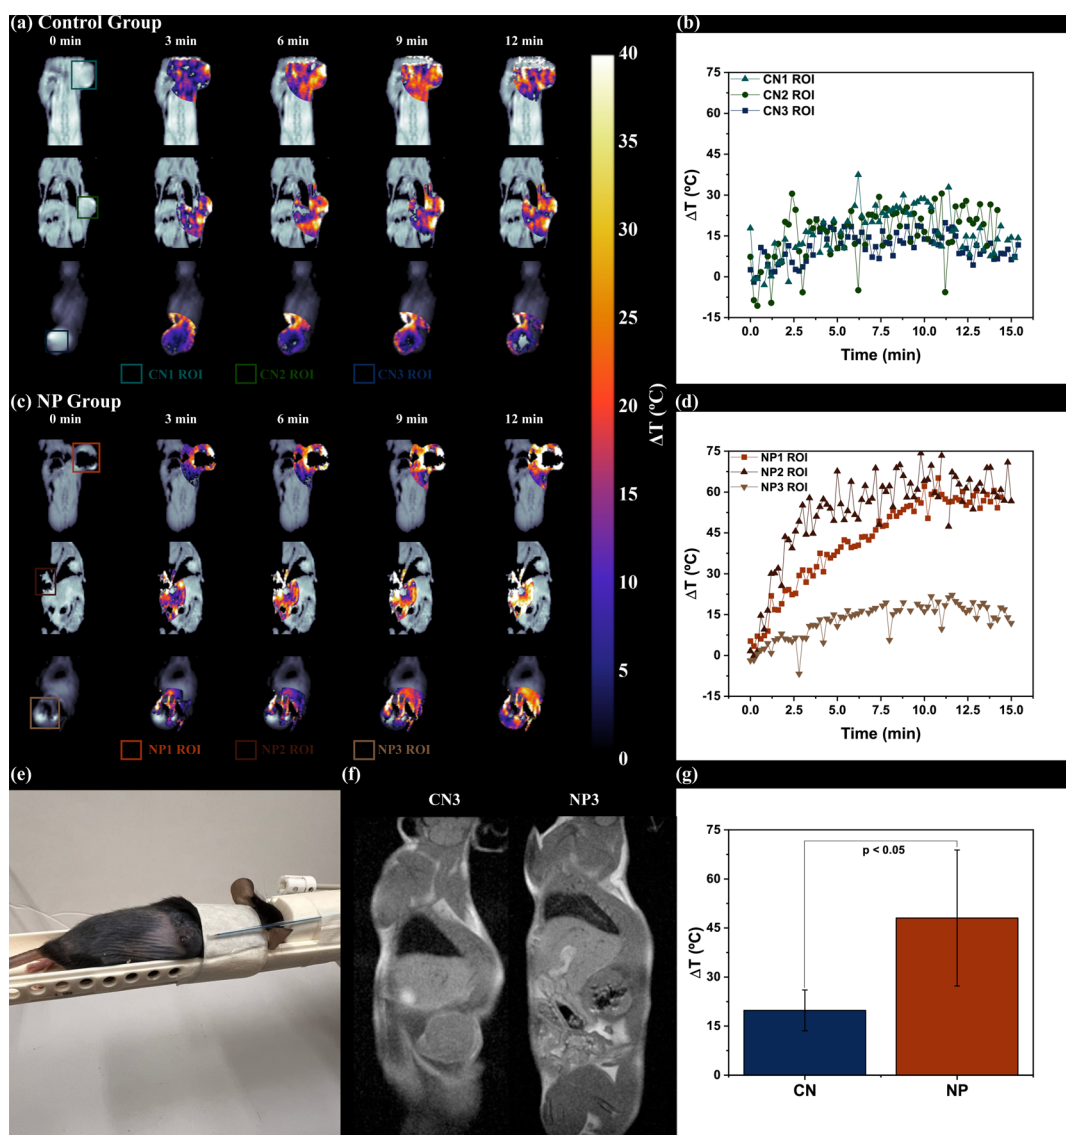 (a) Control Group
0 min 3 min 6 min 9 min 12 min
CN1 ROI CN2 ROI CN3 ROI
(c) NP Group
0 min 3 min 6 min 9 min 12 min
NP1 ROI NP2 ROI NP3 ROI
40
35
30
25
20
15
10
5
0
ΔT (ºC)
(b)
75
60
45
30
15
0
-15
ΔT (ºC)
CN1 ROI
CN2 ROI
CN3 ROI
0.0 2.5 5.0 7.5 10.0 12.5 15.0
Time (min)
(d)
75
60
45
30
15
0
-15
ΔT (ºC)
NP1 ROI
NP2 ROI
NP3 ROI
0.0 2.5 5.0 7.5 10.0 12.5 15.0
Time (min)
(e)
(f)
CN3 NP3
(g)
75
60
45
30
15
0
ΔT (ºC)
p < 0.05
CN NP